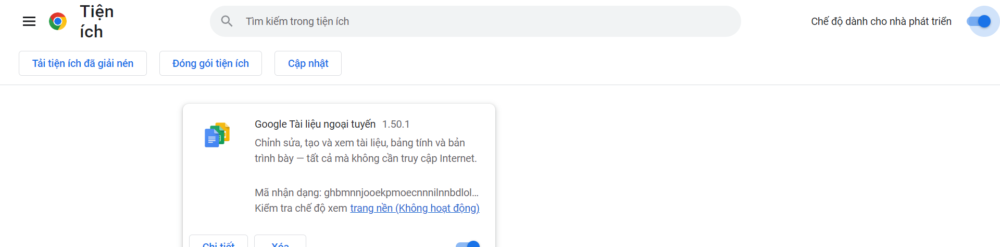 Tiện
ích
Tìm kiếm trong tiện ích
Chế độ dành cho nhà phát triển
Tải tiện ích đã giải nén
Đóng gói tiện ích
Cập nhật
Google Tài liệu ngoại tuyến 1.50.1
Chỉnh sửa, tạo và xem tài liệu, bảng tính và bản
trình bày — tất cả mà không cần truy cập Internet.
Mã nhận dạng: ghbmnnjooekpmoecnnnilnnbdlol...
Kiểm tra chế độ xem trang nền (Không hoạt động)
Chi tiết
Xóa